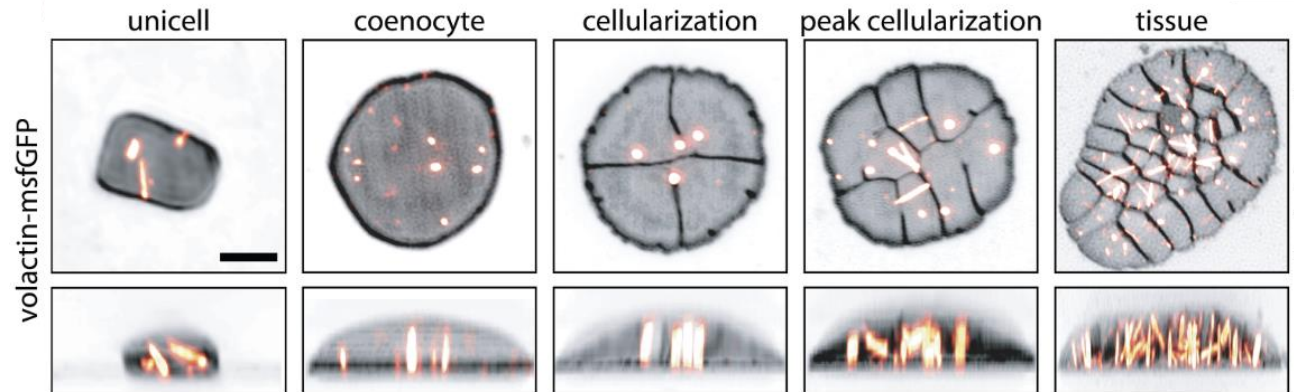 unicell
coenocyte
cellularization
peak cellularization
tissue
volactin-msfGFP